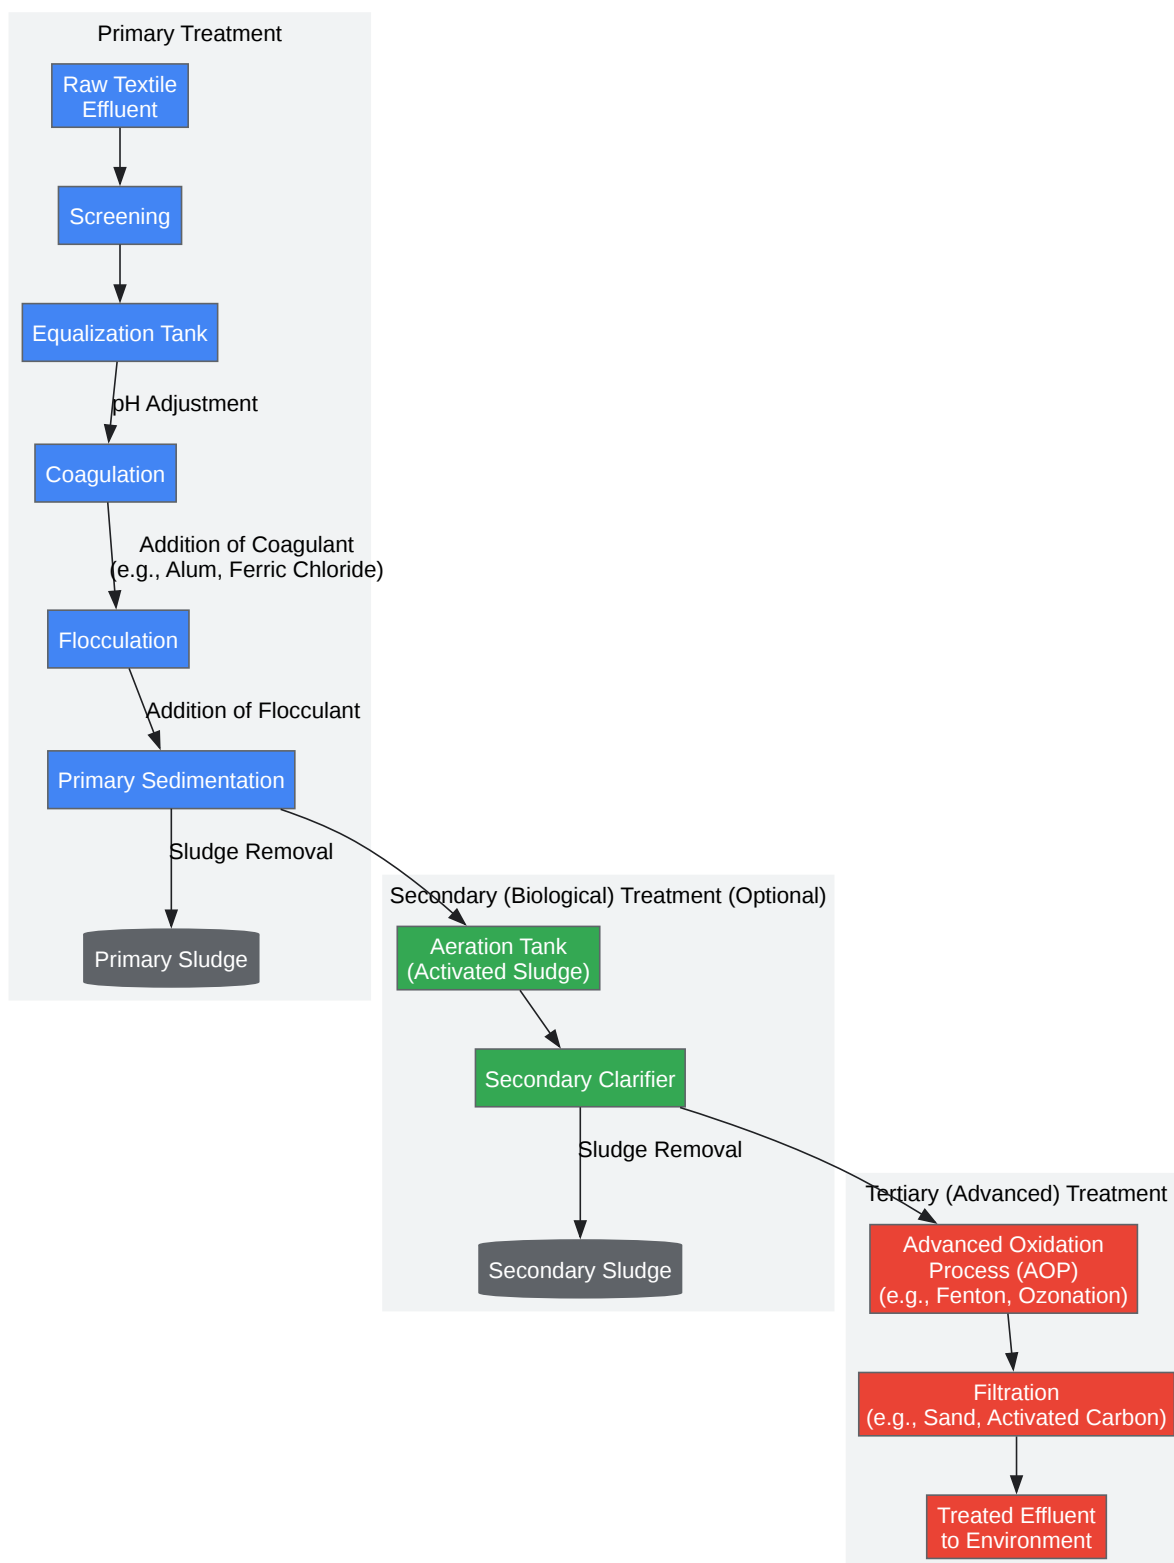 Primary Treatment
Raw Textile
Effluent
Screening
Equalization Tank
pH Adjustment
Coagulation
Addition of Coagulant
(e.g., Alum, Ferric Chloride)
Flocculation
Addition of Flocculant
Primary Sedimentation
Sludge Removal
Primary Sludge
Secondary (Biological) Treatment (Optional)
Aeration Tank
(Activated Sludge)
Secondary Clarifier
Sludge Removal
Secondary Sludge
Tertiary (Advanced) Treatment
Advanced Oxidation
Process (AOP)
(e.g., Fenton, Ozonation)
Filtration
(e.g., Sand, Activated Carbon)
Treated Effluent
to Environment